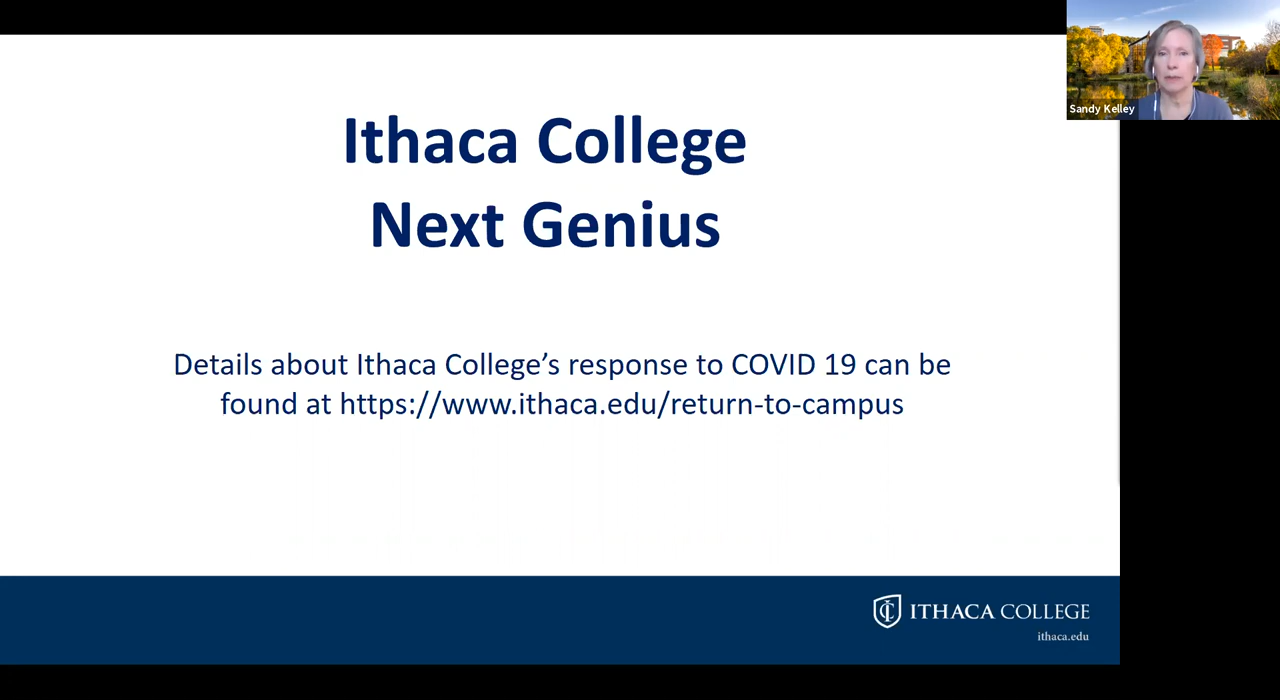 Sandy Kelley
Ithaca College
Next Genius
Details about Ithaca College’s response to COVID 19 can be
found at https://www.ithaca.edu/return-to-campus
ITHACA COLLEGE
ithaca.edu